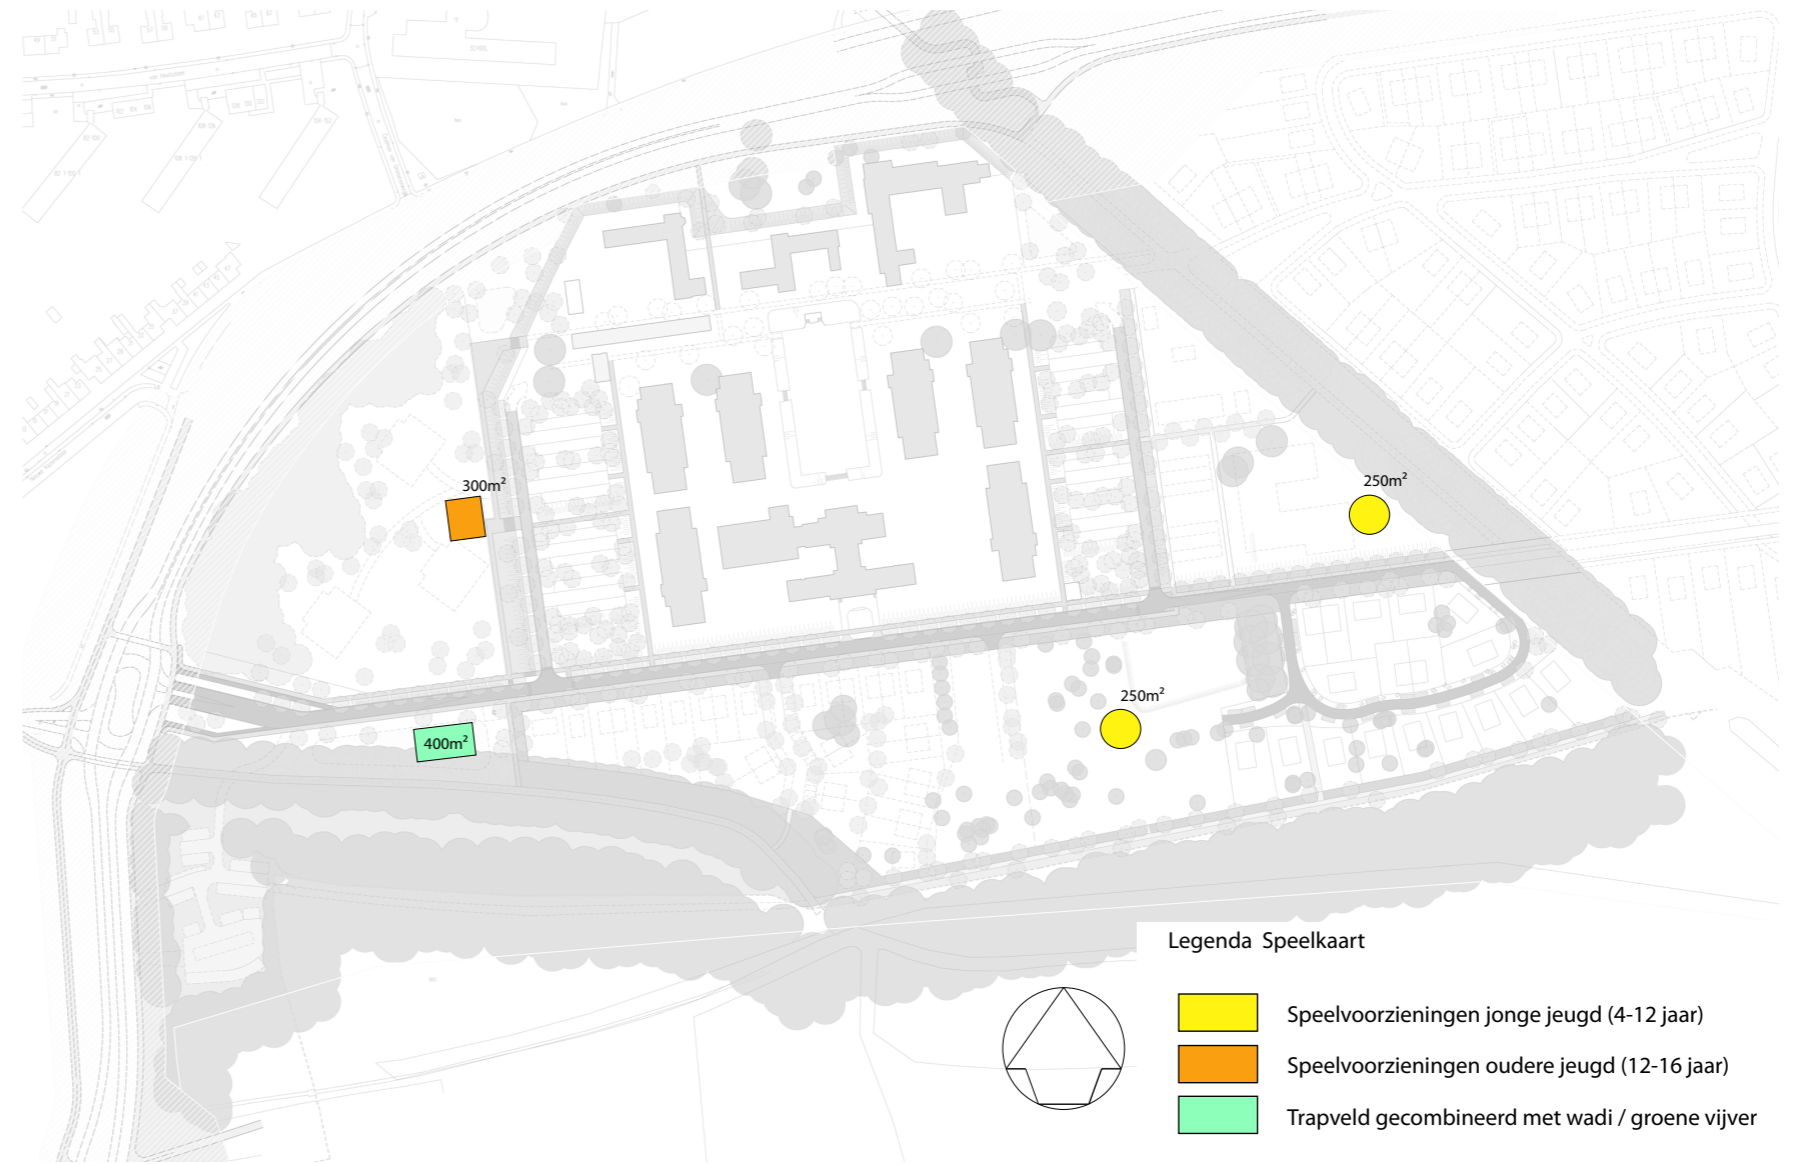 300m²
250m²
250m²
400m²
Legenda Speelkaart
Speelvoorzieningen jonge jeugd (4-12 jaar)
Speelvoorzieningen oudere jeugd (12-16 jaar)
Trapveld gecombineerd met wadi / groene vijver